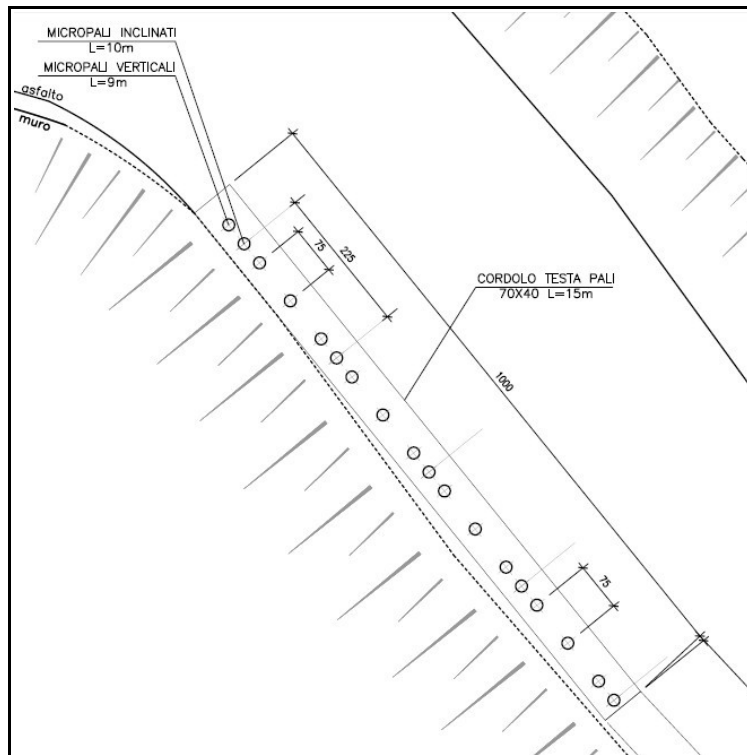 MICROPALI INCLINATI
L=10m
MICROPALI VERTICALI
L=9m
asfalto
muro
75
225
CORDOLO TESTA PALI
70X40 L=15m
1000
75